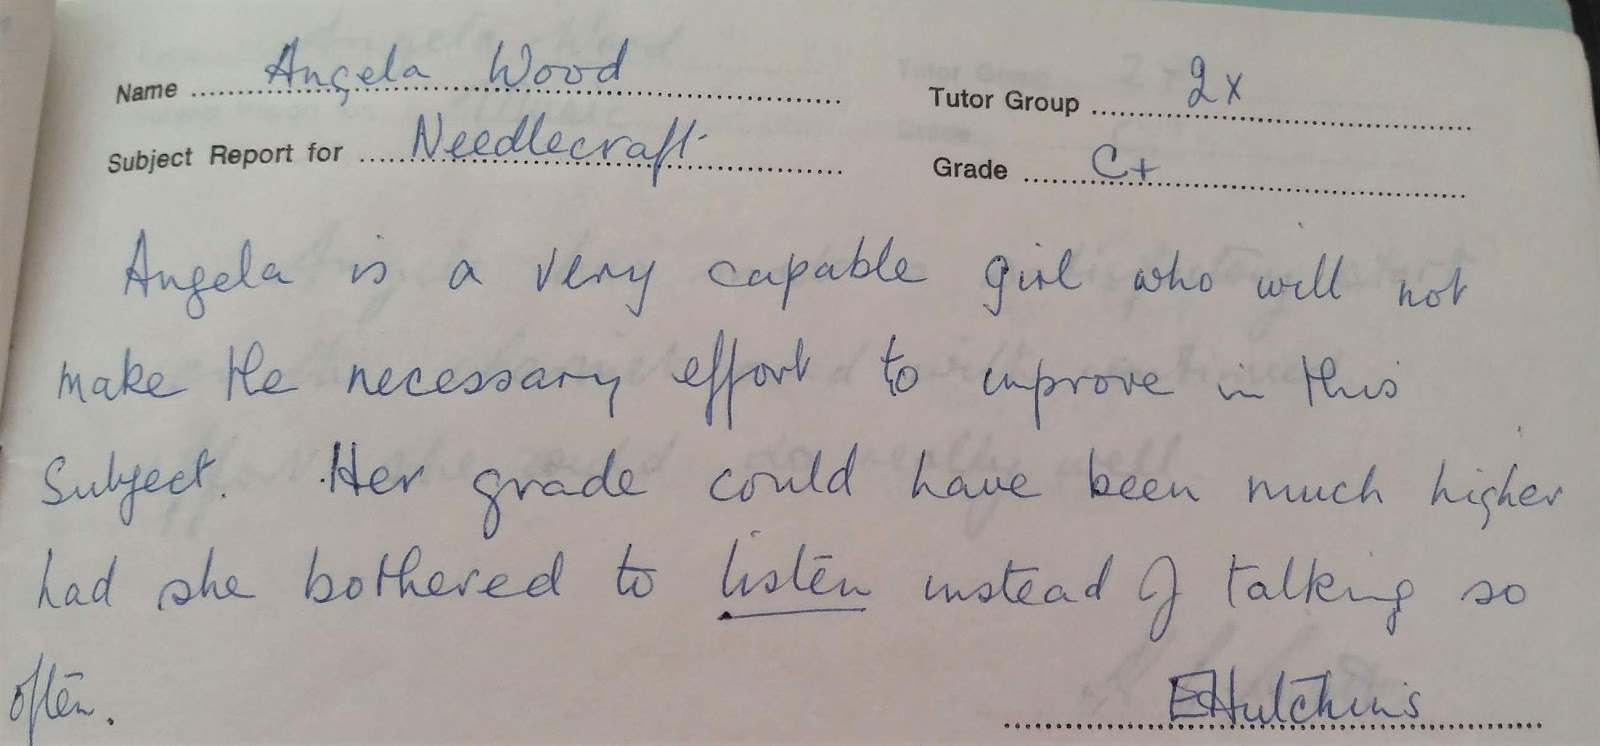 Name Angela Wood Tutor Group 2x
Subject Report for Needlecraft Grade C+
Angela is a very capable girl who will not
make the necessary effort to improve in this
Subject. Her grade could have been much higher
had she bothered to listen instead of talking so
often.
EHutchins